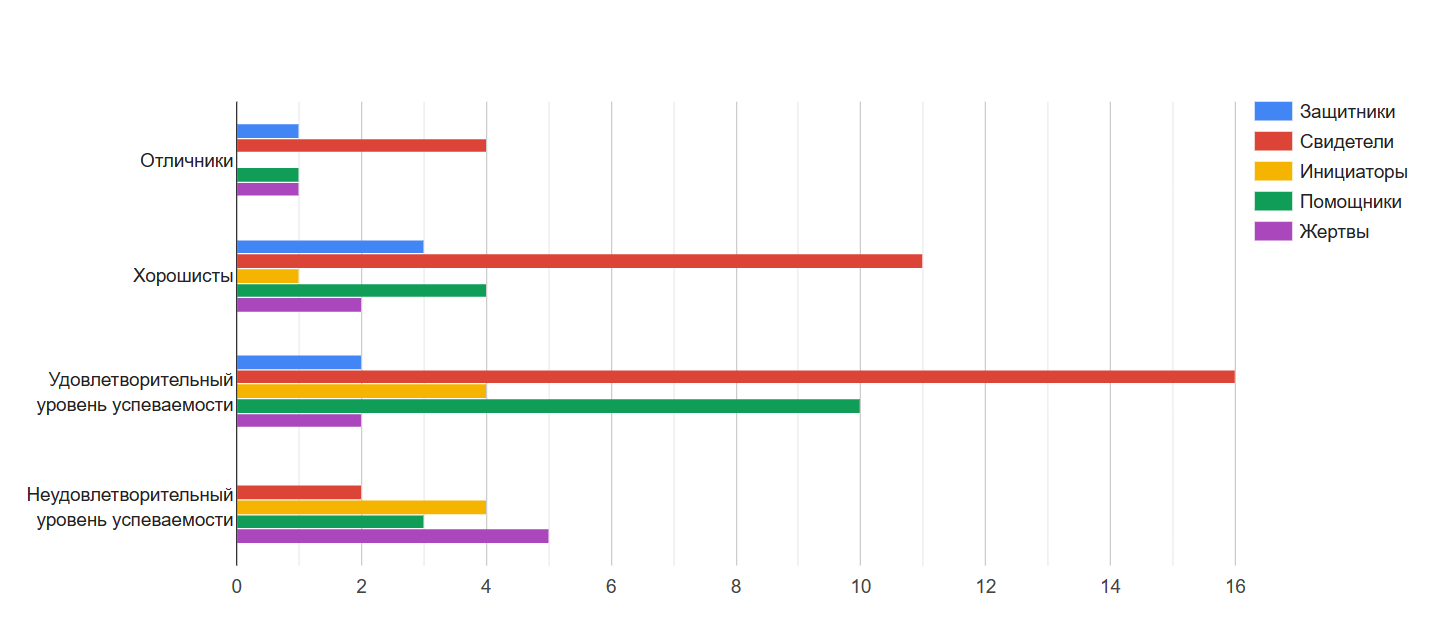 Защитники
Свидетели
Инициаторы
Помощники
Жертвы
Отличники
Хорошисты
Удовлетворительный
уровень успеваемости
Неудовлетворительный
уровень успеваемости
0 2 4 6 8 10 12 14 16